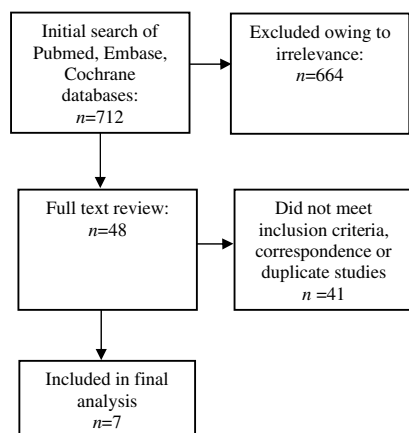 Initial search of
Pubmed, Embase,
Cochrane
databases:
n=712
Excluded owing to
irrelevance:
n=664
Full text review:
n=48
Did not meet
inclusion criteria,
correspondence or
duplicate studies
n =41
Included in final
analysis
n=7